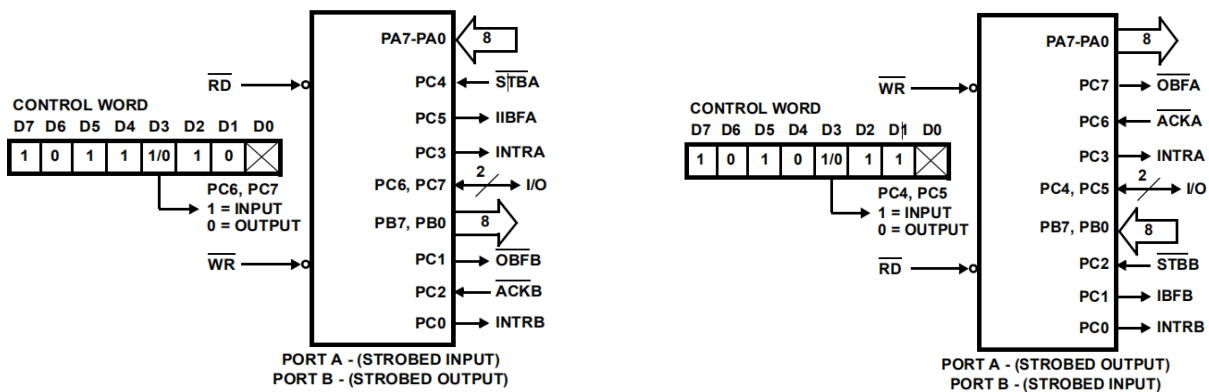 PA7-PA0
8
RD
PC4
STBA
CONTROL WORD
D7 D6 D5 D4 D3 D2 D1 D0
1 0 1 1 1/0 1 0
PC5
IIBFA
PC3
INTRA
PC6, PC7
2
I/O
PC6, PC7
1 = INPUT
0 = OUTPUT
PB7, PB0
8
WR
PC1
OBFB
PC2
ACKB
PC0
INTRB
PORT A - (STROBED INPUT)
PORT B - (STROBED OUTPUT)
PA7-PA0
8
WR
PC7
OBFA
CONTROL WORD
D7 D6 D5 D4 D3 D2 D1 D0
1 0 1 0 1/0 1 1
PC6
ACKA
PC3
INTRA
PC4, PC5
2
I/O
PC4, PC5
1 = INPUT
0 = OUTPUT
PB7, PB0
8
RD
PC2
STBB
PC1
IBFB
PC0
INTRB
PORT A - (STROBED OUTPUT)
PORT B - (STROBED INPUT)